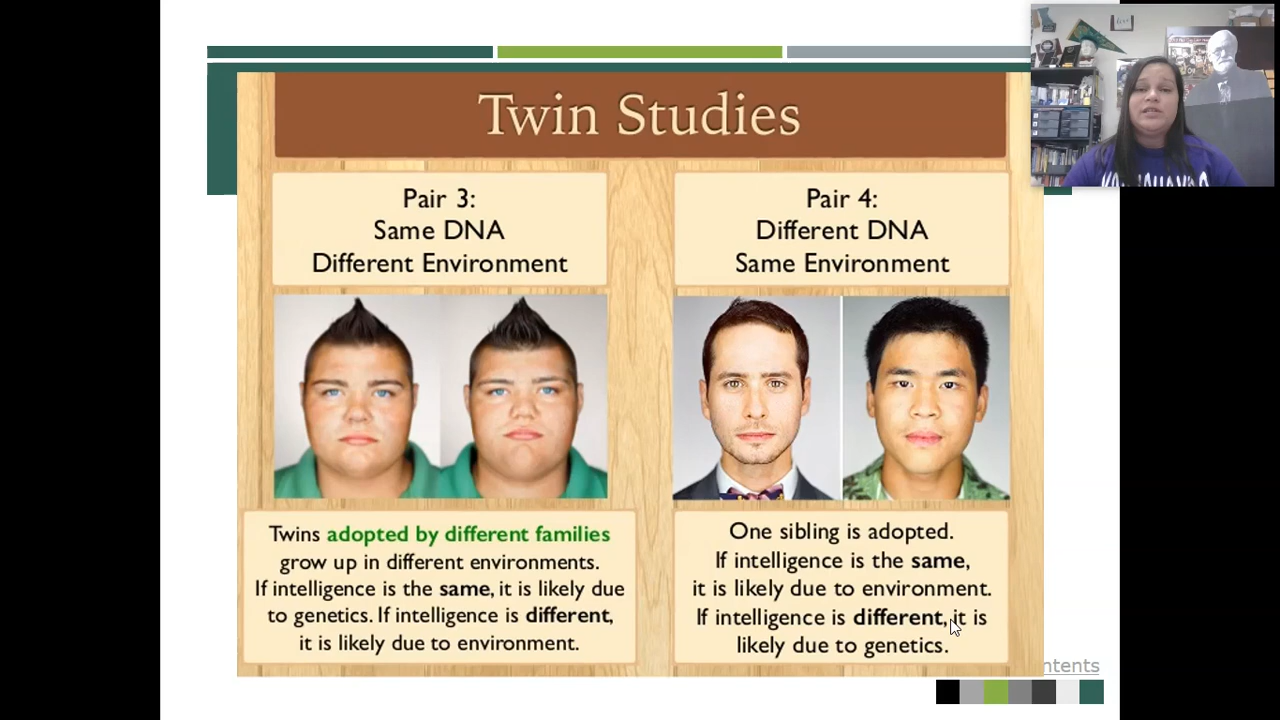 Twin Studies
Pair 3:
Same DNA
Different Environment
Pair 4:
Different DNA
Same Environment
Twins adopted by different families
grow up in different environments.
If intelligence is the same, it is likely due
to genetics. If intelligence is different,
it is likely due to environment.
One sibling is adopted.
If intelligence is the same,
it is likely due to environment.
If intelligence is different, it is
likely due to genetics.